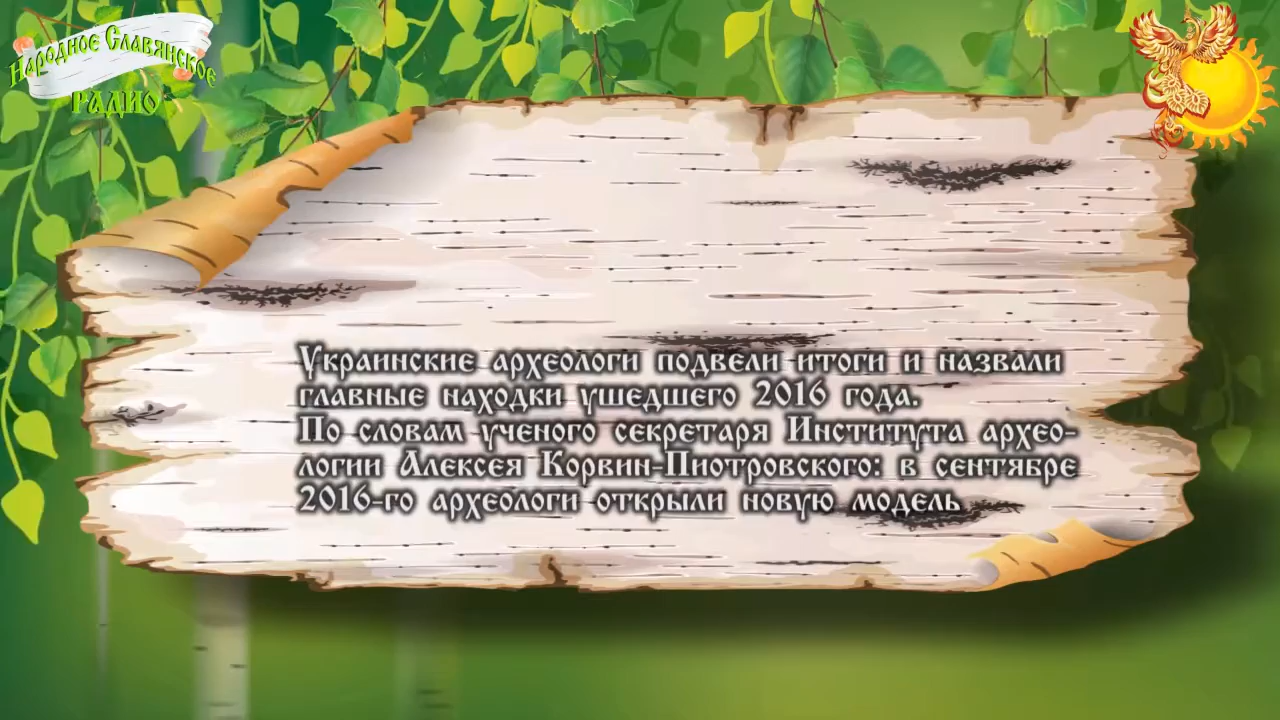 Народное Славянское
РАДИО
Украинские археологи подвели итоги и назвали
главные находки ушедшего 2016 года.
По словам ученого секретаря Института архео-
логии Алексея Корвин-Пиотровского: в сентябре
2016-го археологи открыли новую модель